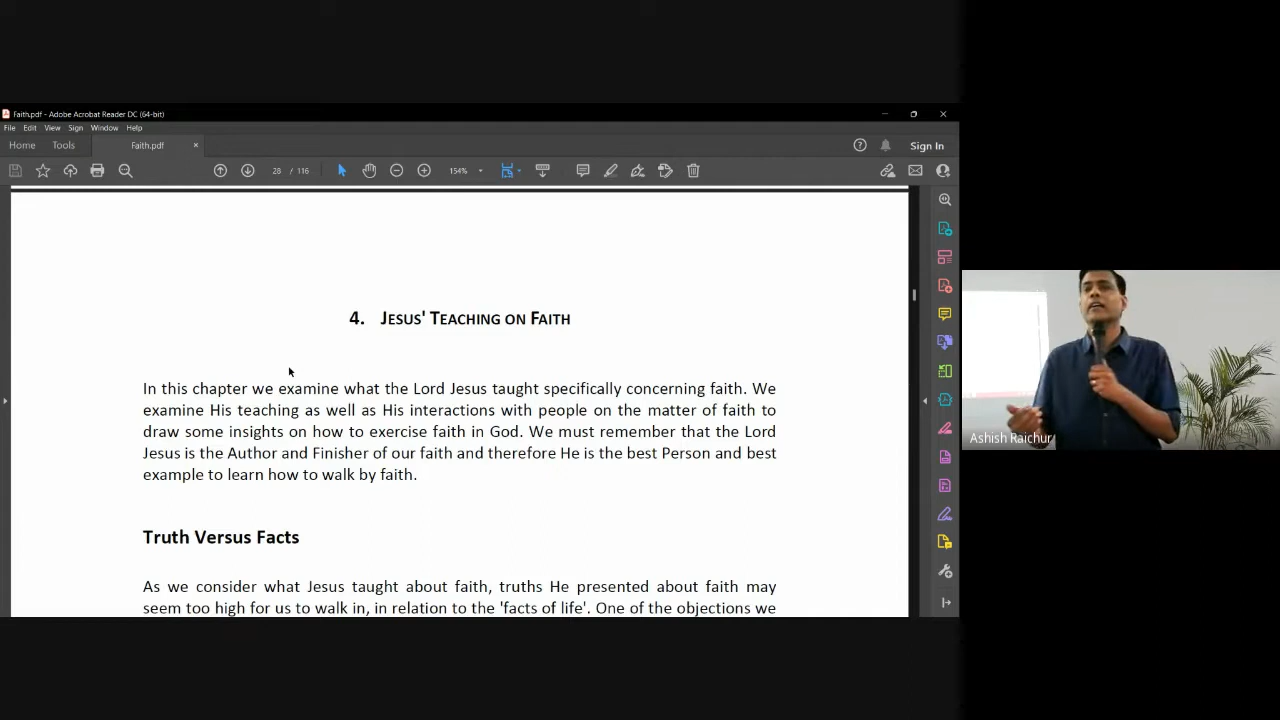 Faith.pdf - Adobe Acrobat Reader DC (64-bit)
File Edit View Sign Window Help
Home Tools Faith.pdf × Sign In
28 / 116 154%
4. JESUS' TEACHING ON FAITH
In this chapter we examine what the Lord Jesus taught specifically concerning faith. We
examine His teaching as well as His interactions with people on the matter of faith to
draw some insights on how to exercise faith in God. We must remember that the Lord
Jesus is the Author and Finisher of our faith and therefore He is the best Person and best
example to learn how to walk by faith.
Truth Versus Facts
As we consider what Jesus taught about faith, truths He presented about faith may
seem too high for us to walk in, in relation to the 'facts of life'. One of the objections we
Ashish Raichur